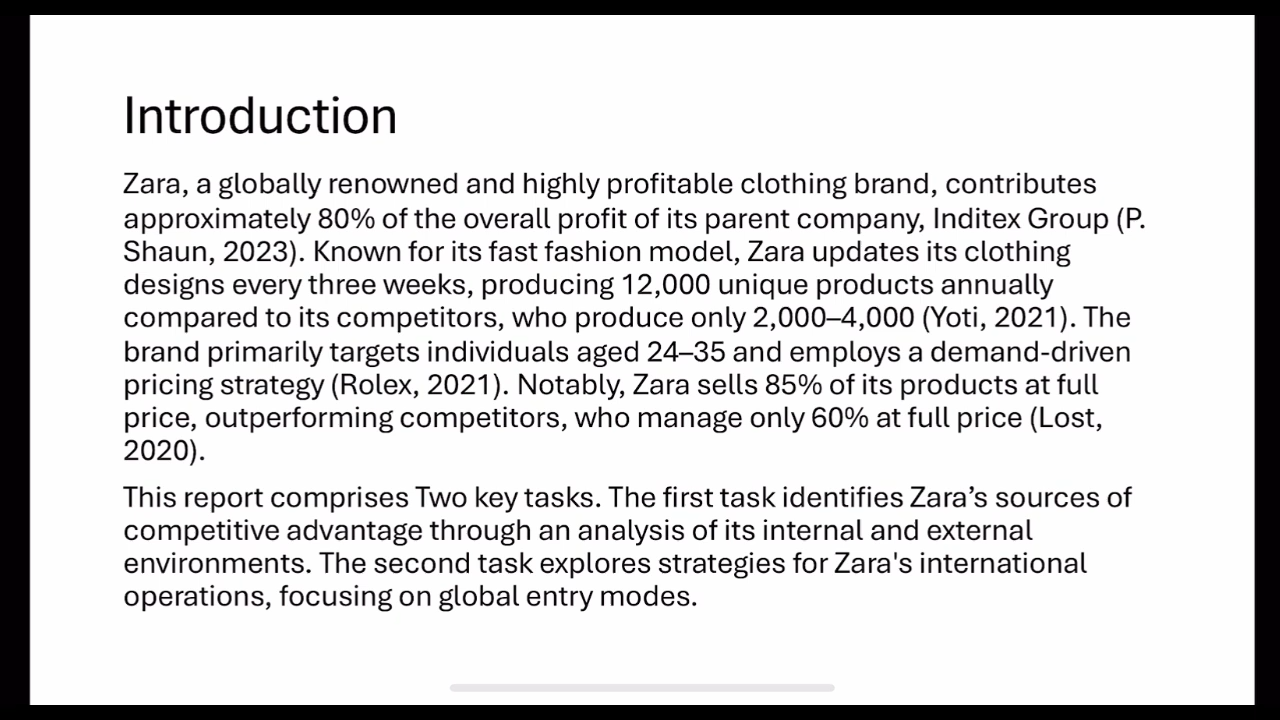 Introduction
Zara, a globally renowned and highly profitable clothing brand, contributes
approximately 80% of the overall profit of its parent company, Inditex Group (P.
Shaun, 2023). Known for its fast fashion model, Zara updates its clothing
designs every three weeks, producing 12,000 unique products annually
compared to its competitors, who produce only 2,000–4,000 (Yoti, 2021). The
brand primarily targets individuals aged 24–35 and employs a demand-driven
pricing strategy (Rolex, 2021). Notably, Zara sells 85% of its products at full
price, outperforming competitors, who manage only 60% at full price (Lost,
2020).
This report comprises Two key tasks. The first task identifies Zara’s sources of
competitive advantage through an analysis of its internal and external
environments. The second task explores strategies for Zara's international
operations, focusing on global entry modes.